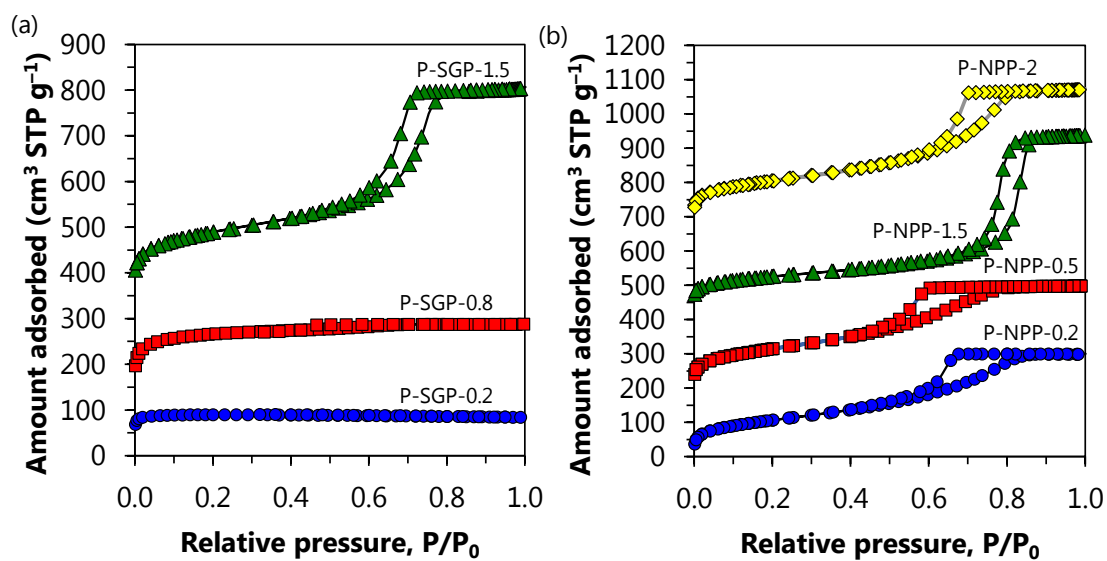 (a)
Amount adsorbed (cm³ STP g⁻¹)
900
800
700
600
500
400
300
200
100
0
P-SGP-1.5
P-SGP-0.8
P-SGP-0.2
0.0 0.2 0.4 0.6 0.8 1.0
Relative pressure, P/P₀
(b)
Amount adsorbed (cm³ STP g⁻¹)
1200
1100
1000
900
800
700
600
500
400
300
200
100
0
P-NPP-2
P-NPP-1.5
P-NPP-0.5
P-NPP-0.2
0.0 0.2 0.4 0.6 0.8 1.0
Relative pressure, P/P₀